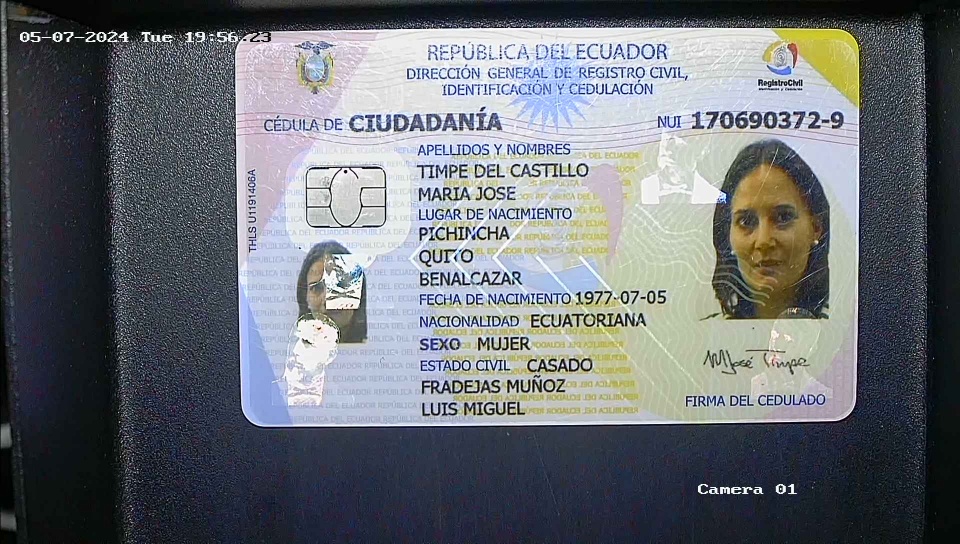 05-07-2024 Tue 19:56:23
REPÚBLICA DEL ECUADOR
DIRECCIÓN GENERAL DE REGISTRO CIVIL,
IDENTIFICACIÓN Y CEDULACIÓN
RegistroCivil
CÉDULA DE CIUDADANÍA
NUI 170690372-9
APELLIDOS Y NOMBRES
TIMPE DEL CASTILLO
MARIA JOSE
LUGAR DE NACIMIENTO
PICHINCHA
QUITO
BENALCAZAR
FECHA DE NACIMIENTO 1977-07-05
NACIONALIDAD ECUATORIANA
SEXO MUJER
ESTADO CIVIL CASADO
FRADEJAS MUÑOZ
LUIS MIGUEL
THLS U1191406A
MJosé Timpe
FIRMA DEL CEDULADO
Camera 01